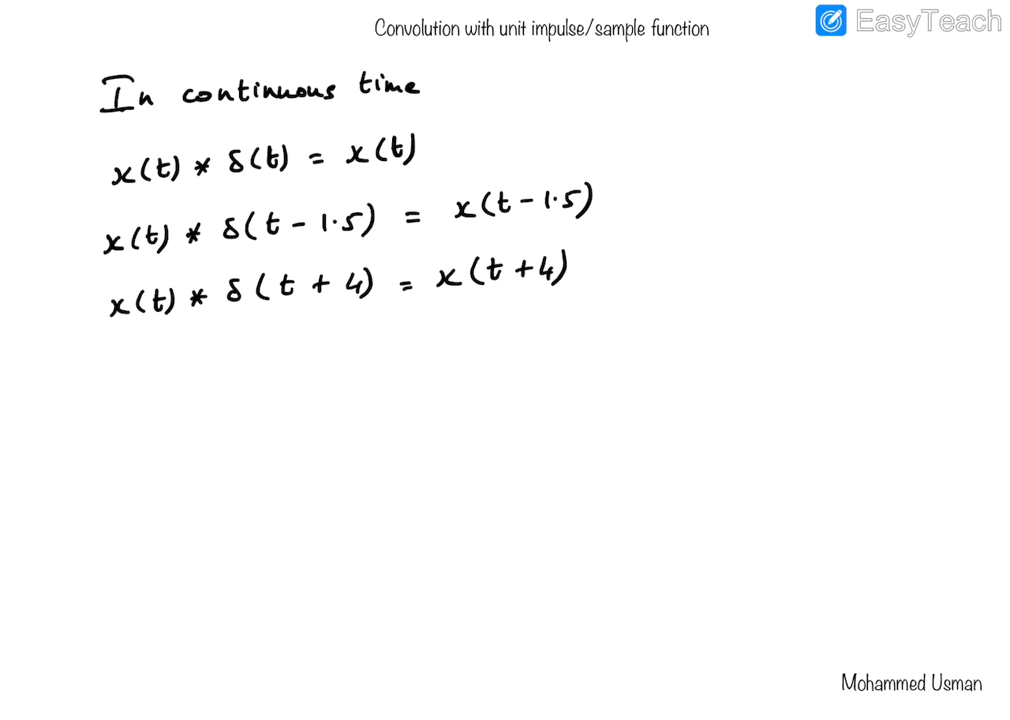 Convolution with unit impulse/sample function
EasyTeach
In continuous time
x(t) * δ(t) = x(t)
x(t) * δ(t - 1.5) = x(t - 1.5)
x(t) * δ(t + 4) = x(t + 4)
Mohammed Usman